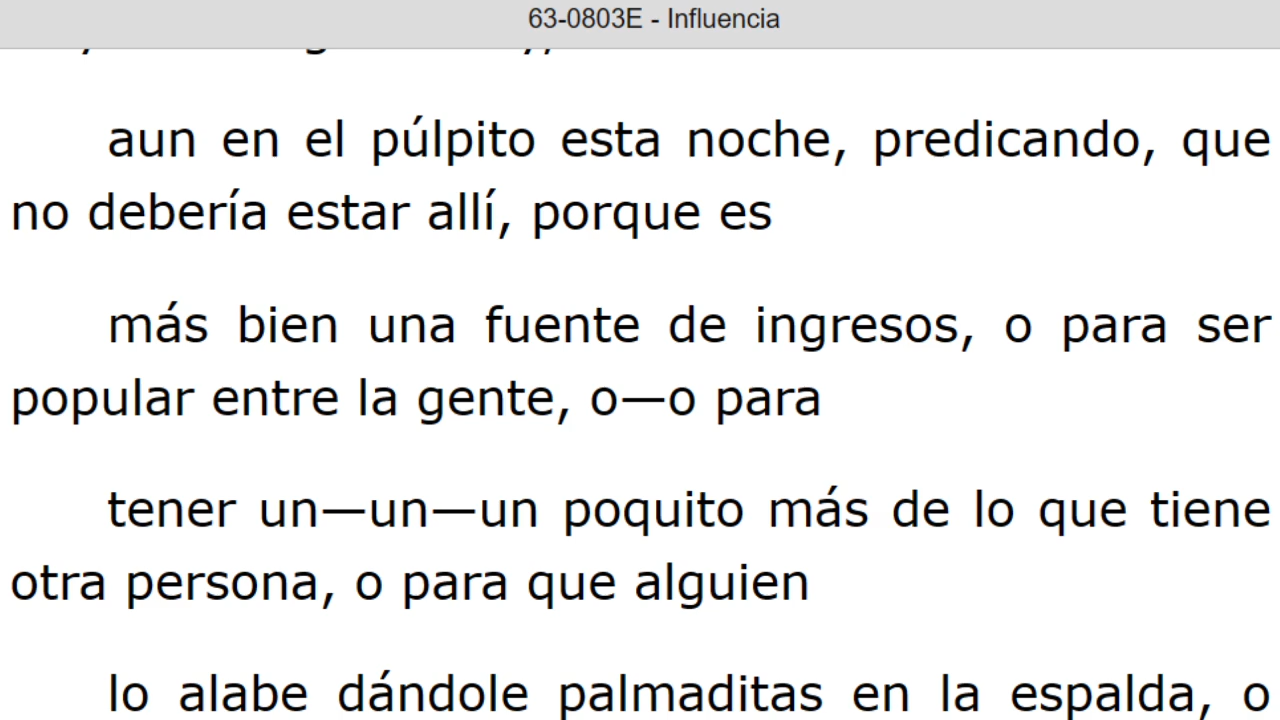 63-0803E - Influencia
aun en el púlpito esta noche, predicando, que
no debería estar allí, porque es
más bien una fuente de ingresos, o para ser
popular entre la gente, o—o para
tener un—un—un poquito más de lo que tiene
otra persona, o para que alguien
lo alabe dándole palmaditas en la espalda, o